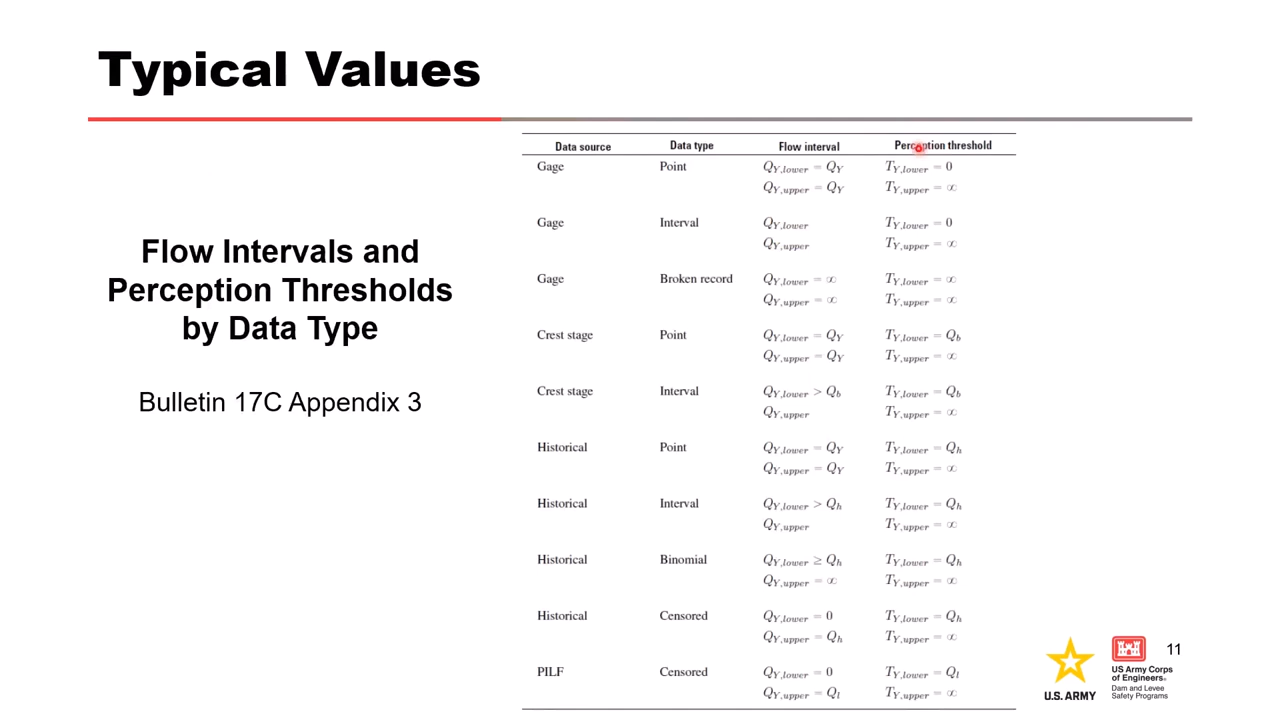 Typical Values
Flow Intervals and
Perception Thresholds
by Data Type
Bulletin 17C Appendix 3
Data source Data type Flow interval Perception threshold
Gage Point Q_{Y,lower} = Q_Y T_{Y,lower} = 0
Q_{Y,upper} = Q_Y T_{Y,upper} = ∞
Gage Interval Q_{Y,lower} T_{Y,lower} = 0
Q_{Y,upper} T_{Y,upper} = ∞
Gage Broken record Q_{Y,lower} = ∞ T_{Y,lower} = ∞
Q_{Y,upper} = ∞ T_{Y,upper} = ∞
Crest stage Point Q_{Y,lower} = Q_Y T_{Y,lower} = Q_b
Q_{Y,upper} = Q_Y T_{Y,upper} = ∞
Crest stage Interval Q_{Y,lower} > Q_b T_{Y,lower} = Q_b
Q_{Y,upper} T_{Y,upper} = ∞
Historical Point Q_{Y,lower} = Q_Y T_{Y,lower} = Q_h
Q_{Y,upper} = Q_Y T_{Y,upper} = ∞
Historical Interval Q_{Y,lower} > Q_h T_{Y,lower} = Q_h
Q_{Y,upper} T_{Y,upper} = ∞
Historical Binomial Q_{Y,lower} ≥ Q_h T_{Y,lower} = Q_h
Q_{Y,upper} = ∞ T_{Y,upper} = ∞
Historical Censored Q_{Y,lower} = 0 T_{Y,lower} = Q_h
Q_{Y,upper} = Q_h T_{Y,upper} = ∞
PILF Censored Q_{Y,lower} = 0 T_{Y,lower} = Q_l
Q_{Y,upper} = Q_l T_{Y,upper} = ∞
U.S. ARMY
US Army Corps
of Engineers®
Dam and Levee
Safety Programs
11